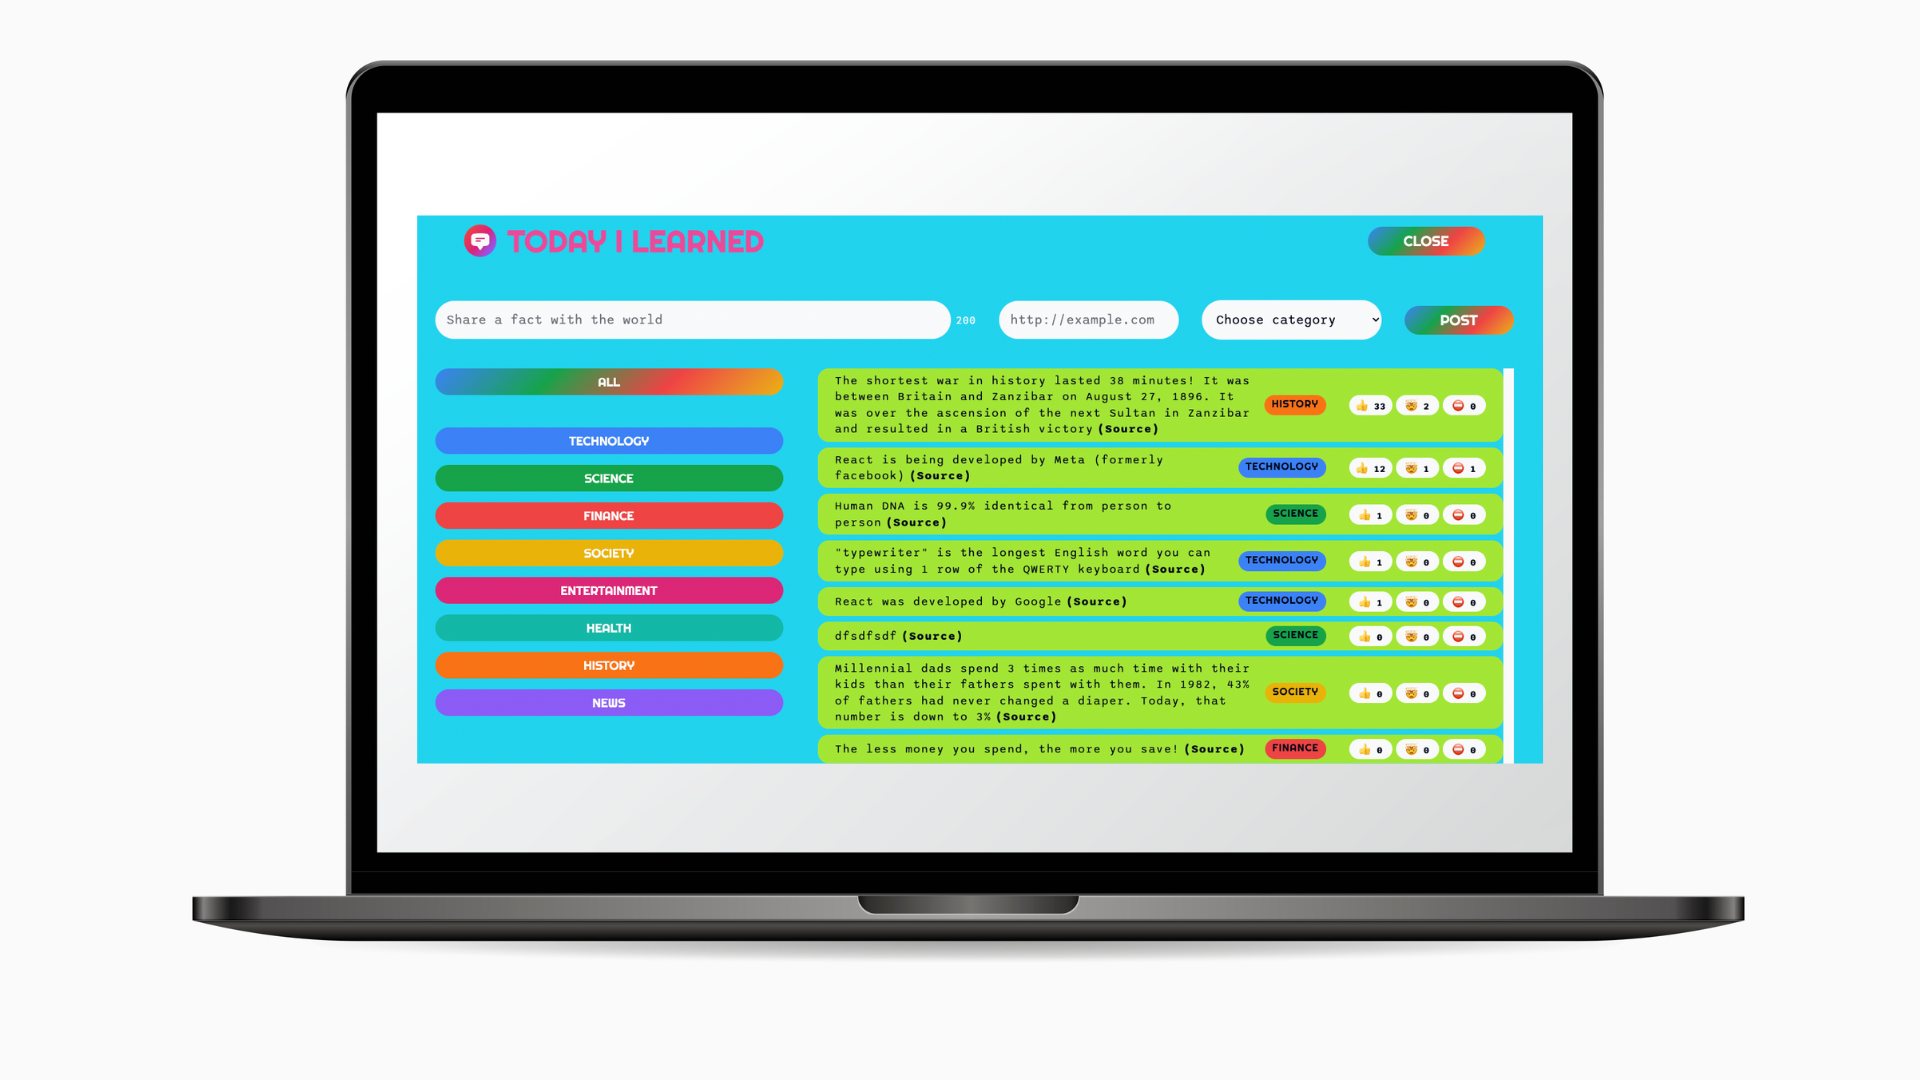 TODAY I LEARNED
CLOSE
Share a fact with the world
200
http://example.com
Choose category
POST
ALL
TECHNOLOGY
SCIENCE
FINANCE
SOCIETY
ENTERTAINMENT
HEALTH
HISTORY
NEWS
The shortest war in history lasted 38 minutes! It was
between Britain and Zanzibar on August 27, 1896. It
was over the ascension of the next Sultan in Zanzibar
and resulted in a British victory (Source)
HISTORY
👍 33 🤯 2 ⛔ 0
React is being developed by Meta (formerly
facebook) (Source)
TECHNOLOGY
👍 12 🤯 1 ⛔ 1
Human DNA is 99.9% identical from person to
person (Source)
SCIENCE
👍 1 🤯 0 ⛔ 0
"typewriter" is the longest English word you can
type using 1 row of the QWERTY keyboard (Source)
TECHNOLOGY
👍 1 🤯 0 ⛔ 0
React was developed by Google (Source)
TECHNOLOGY
👍 1 🤯 0 ⛔ 0
dfsdfsdf (Source)
SCIENCE
👍 0 🤯 0 ⛔ 0
Millennial dads spend 3 times as much time with their
kids than their fathers spent with them. In 1982, 43%
of fathers had never changed a diaper. Today, that
number is down to 3% (Source)
SOCIETY
👍 0 🤯 0 ⛔ 0
The less money you spend, the more you save! (Source)
FINANCE
👍 0 🤯 0 ⛔ 0